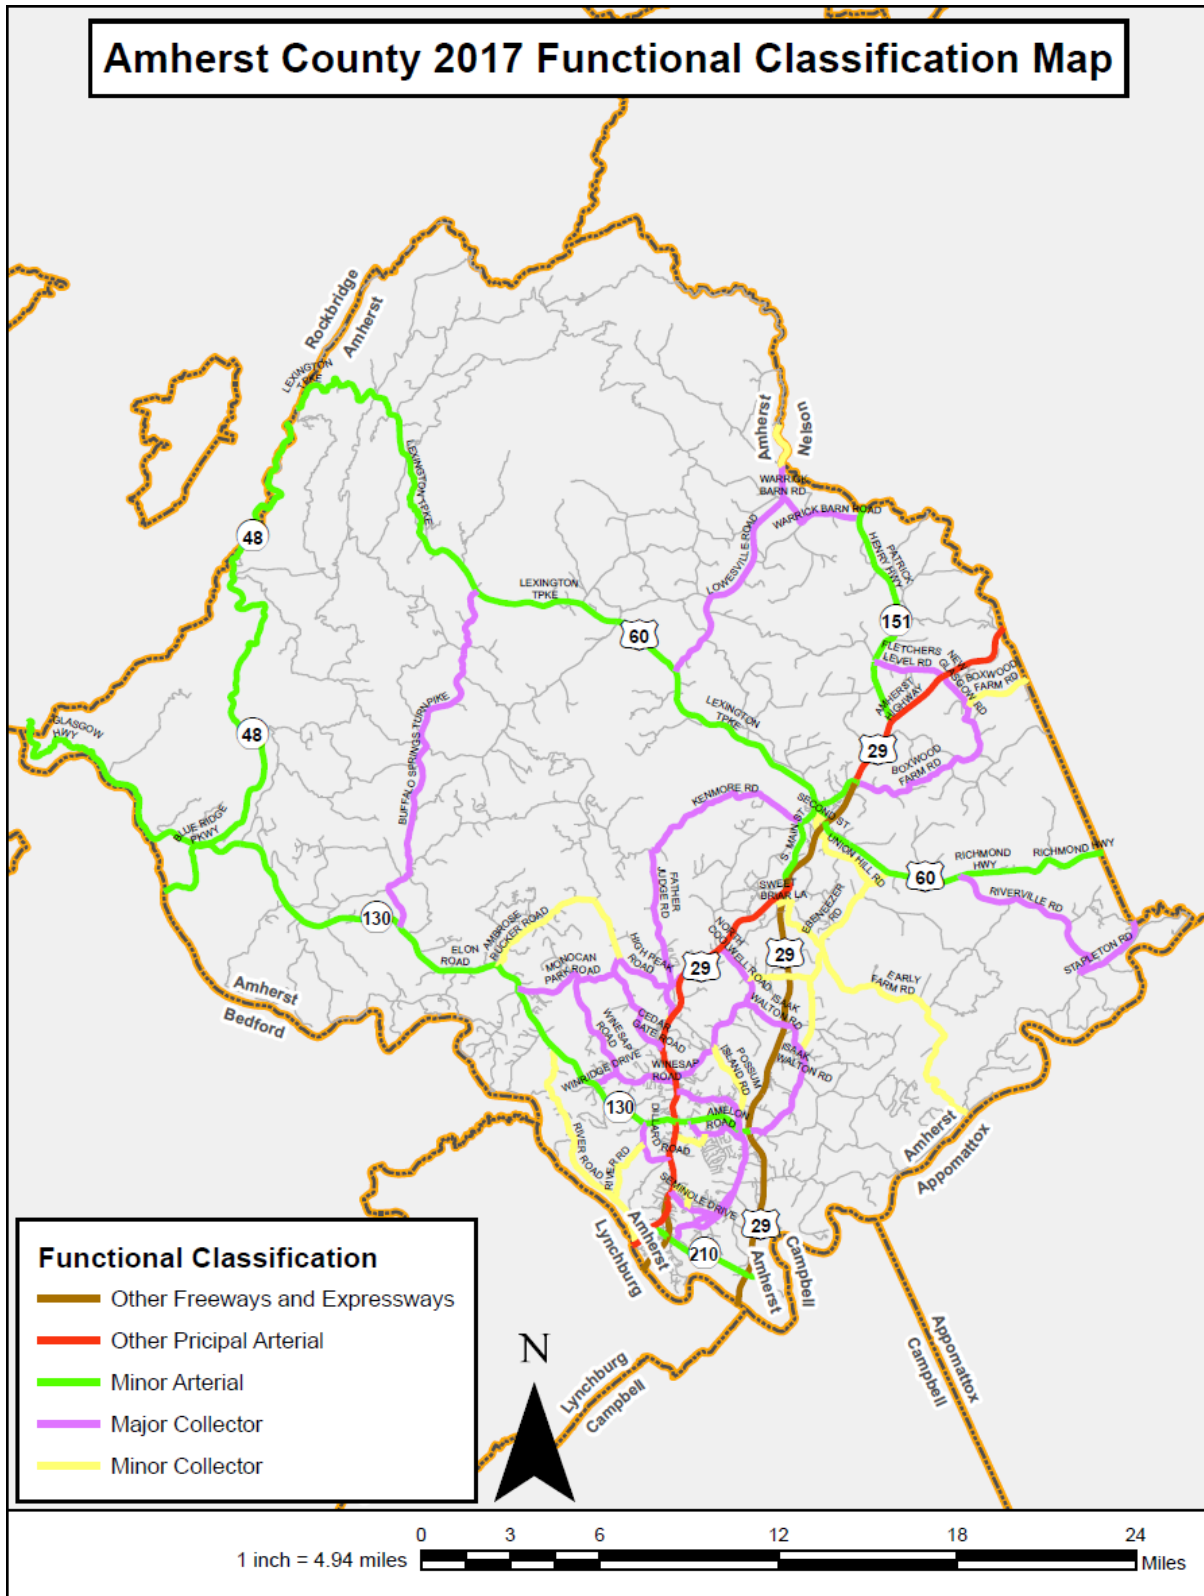 Amherst County 2017 Functional Classification Map
Rockbridge
Amherst
LEXINGTON
TPKE
LEXINGTON TPKE
Amherst
Nelson
WARRICK
BARN RD
WARRICK BARN ROAD
LOWESVILLE ROAD
PATRICK
HENRY HWY
48
LEXINGTON
TPKE
60
151
FLETCHERS
LEVEL RD
NEW
GLASGOW RD
BOXWOOD
FARM RD
AMHERST
HIGHWAY
GLASGOW
HWY
48
BUFFALO SPRINGS TURNPIKE
LEXINGTON
TPKE
29
BOXWOOD
FARM RD
KENMORE RD
SECOND ST
S. MAIN ST
BLUE RIDGE
PKWY
UNION HILL RD
RICHMOND
HWY
RICHMOND HWY
60
FATHER
JUDGE RD
SWEET
BRIAR LA
RIVERVILLE RD
130
AMBROSE
RUCKER ROAD
EBENEEZER
RD
NORTH
COOLWELL ROAD
ELON
ROAD
MONOCAN
PARK ROAD
HIGH PEAK
ROAD
29
29
STAPLETON RD
EARLY
FARM RD
Amherst
Bedford
ISAAK
WALTON RD
WINESAP
ROAD
CEDAR
GATE ROAD
ISAAK
WALTON RD
WINRIDGE DRIVE
WINESAP
ROAD
POSSUM
ISLAND RD
130
DILLARD ROAD
AMELON
ROAD
RIVER ROAD
RIVER RD
Amherst
Appomattox
SEMINOLE DRIVE
Amherst
Lynchburg
29
210
Amherst
Campbell
Functional Classification
Other Freeways and Expressways
Other Pricipal Arterial
Minor Arterial
Major Collector
Minor Collector
N
Lynchburg
Campbell
Appomattox
Campbell
0 3 6 12 18 24
1 inch = 4.94 miles
Miles